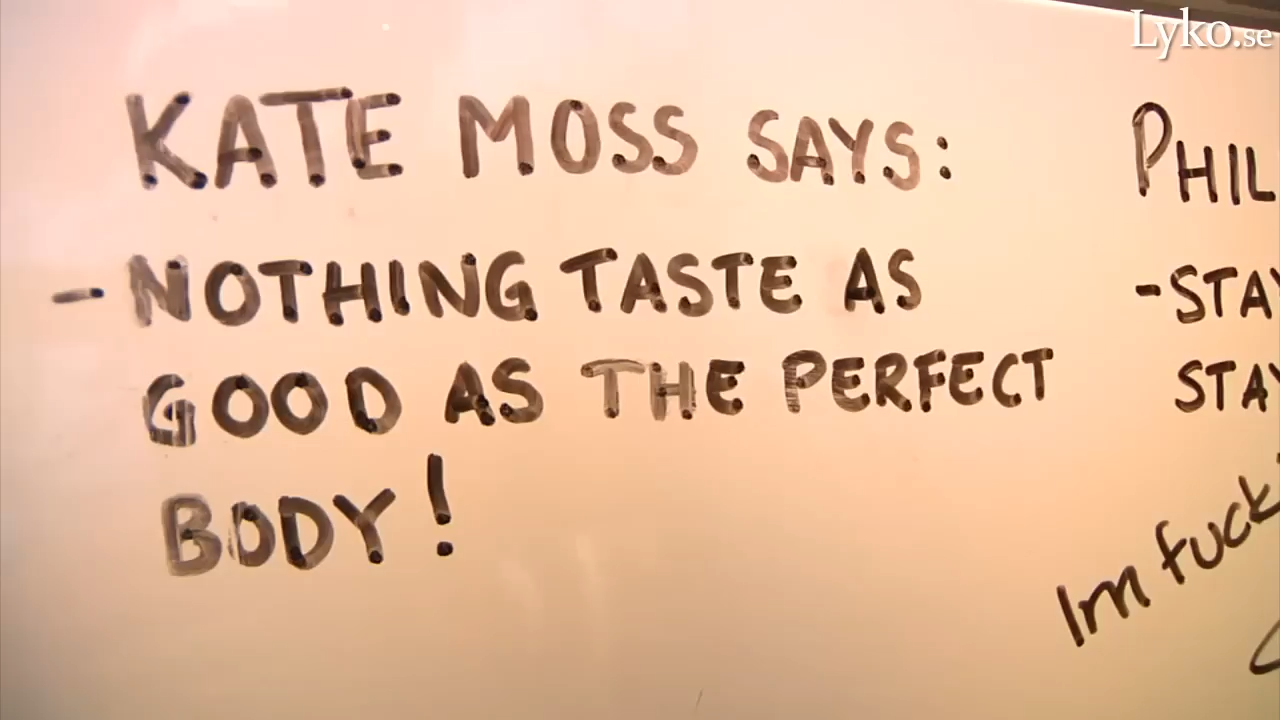 Lyko.se
KATE MOSS SAYS:
- NOTHING TASTE AS
GOOD AS THE PERFECT
BODY!
PHIL
-STAY
STAY
Im fuck